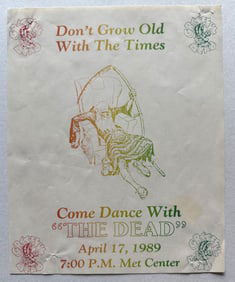 Don't Grow Old
With The Times
Come Dance With
“THE DEAD”
April 17, 1989
7:00 P.M. Met Center